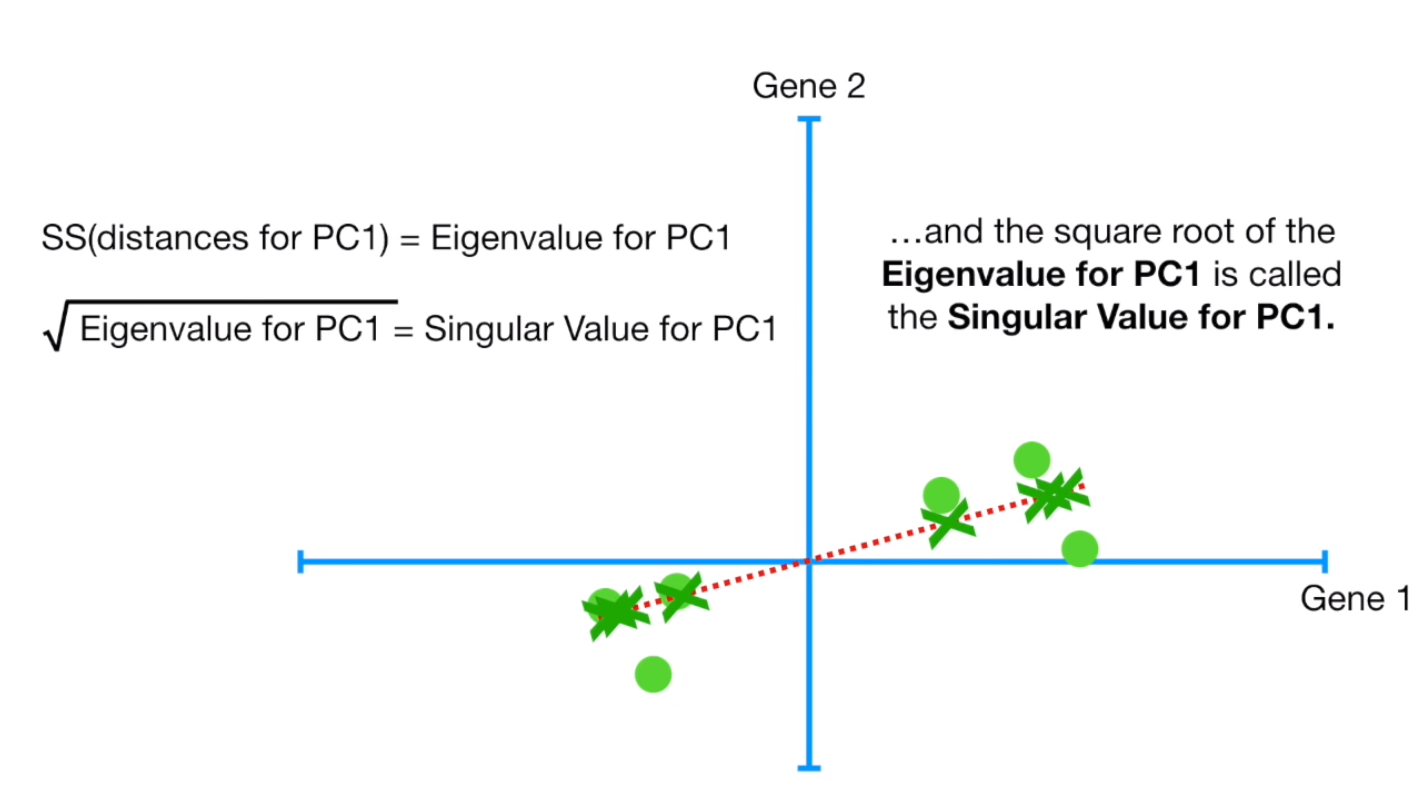 Gene 2
SS(distances for PC1) = Eigenvalue for PC1
√Eigenvalue for PC1 = Singular Value for PC1
…and the square root of the
Eigenvalue for PC1 is called
the Singular Value for PC1.
Gene 1